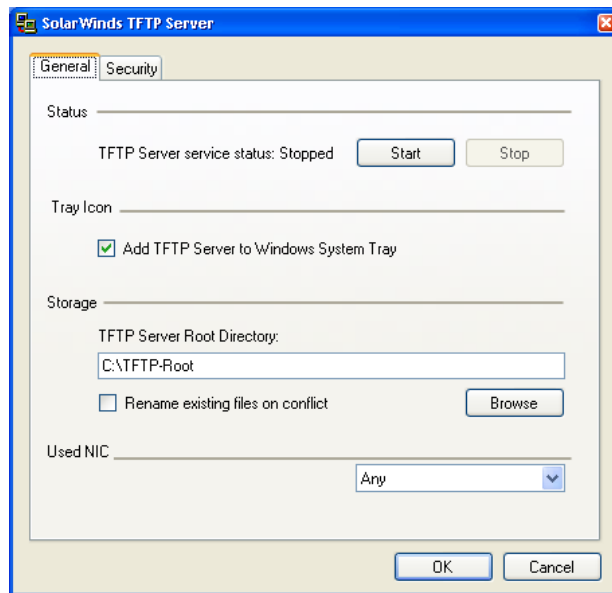 SolarWinds TFTP Server
General Security
Status
TFTP Server service status: Stopped Start Stop
Tray Icon
Add TFTP Server to Windows System Tray
Storage
TFTP Server Root Directory:
C:\TFTP-Root
Rename existing files on conflict Browse
Used NIC
Any
OK Cancel